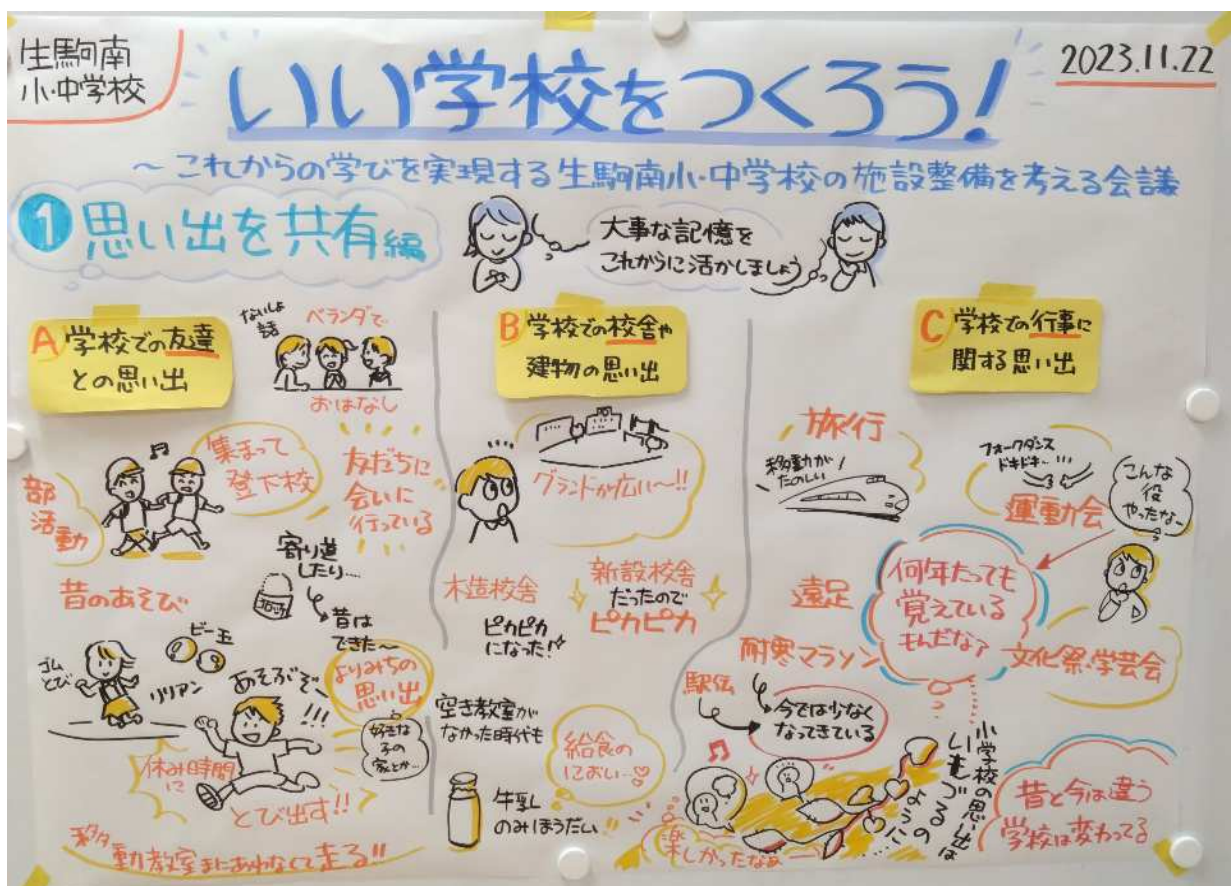 生駒南
小・中学校
いい学校をつくろう!
2023.11.22
～これからの学びを実現する生駒南小・中学校の施設整備を考える会議
1 思い出を共有編
大事な記憶を
これからに活かしましょう
A 学校での友達
との思い出
ないしょ
話
ベランダで
おはなし
集まって
登下校
部
活動
友だちに
会いに
行っている
寄り道
したり…
コロッケ
昔は
できた～
よりみちの
思い出
好きな
子の
家とか…
昔のあそび
ビー玉
ゴム
とび
リリアン
あそぶぞ!!!
休み時間
に
とび出す!!
移動教室まにあわなくて走る!!
B 学校での校舎や
建物の思い出
グランドが広い～!!
木造校舎
ピカピカ
になった!
新設校舎
だったので
ピカピカ
空き教室が
なかった時代も
給食の
におい…♡
牛乳
のみほうだい!!
C 学校での行事に
関する思い出
旅行
移動が
たのしい
フォークダンス
ドキドキ…!!!
運動会
こんな
役
やったな～
遠足
何年たっても
覚えている
もんだなァ
文化祭・学芸会
耐寒マラソン
駅伝
今では少なく
なってきている
小学校の思い出は
いもづるの
ように
楽しかったなぁ
昔と今は違う
学校は変わってる